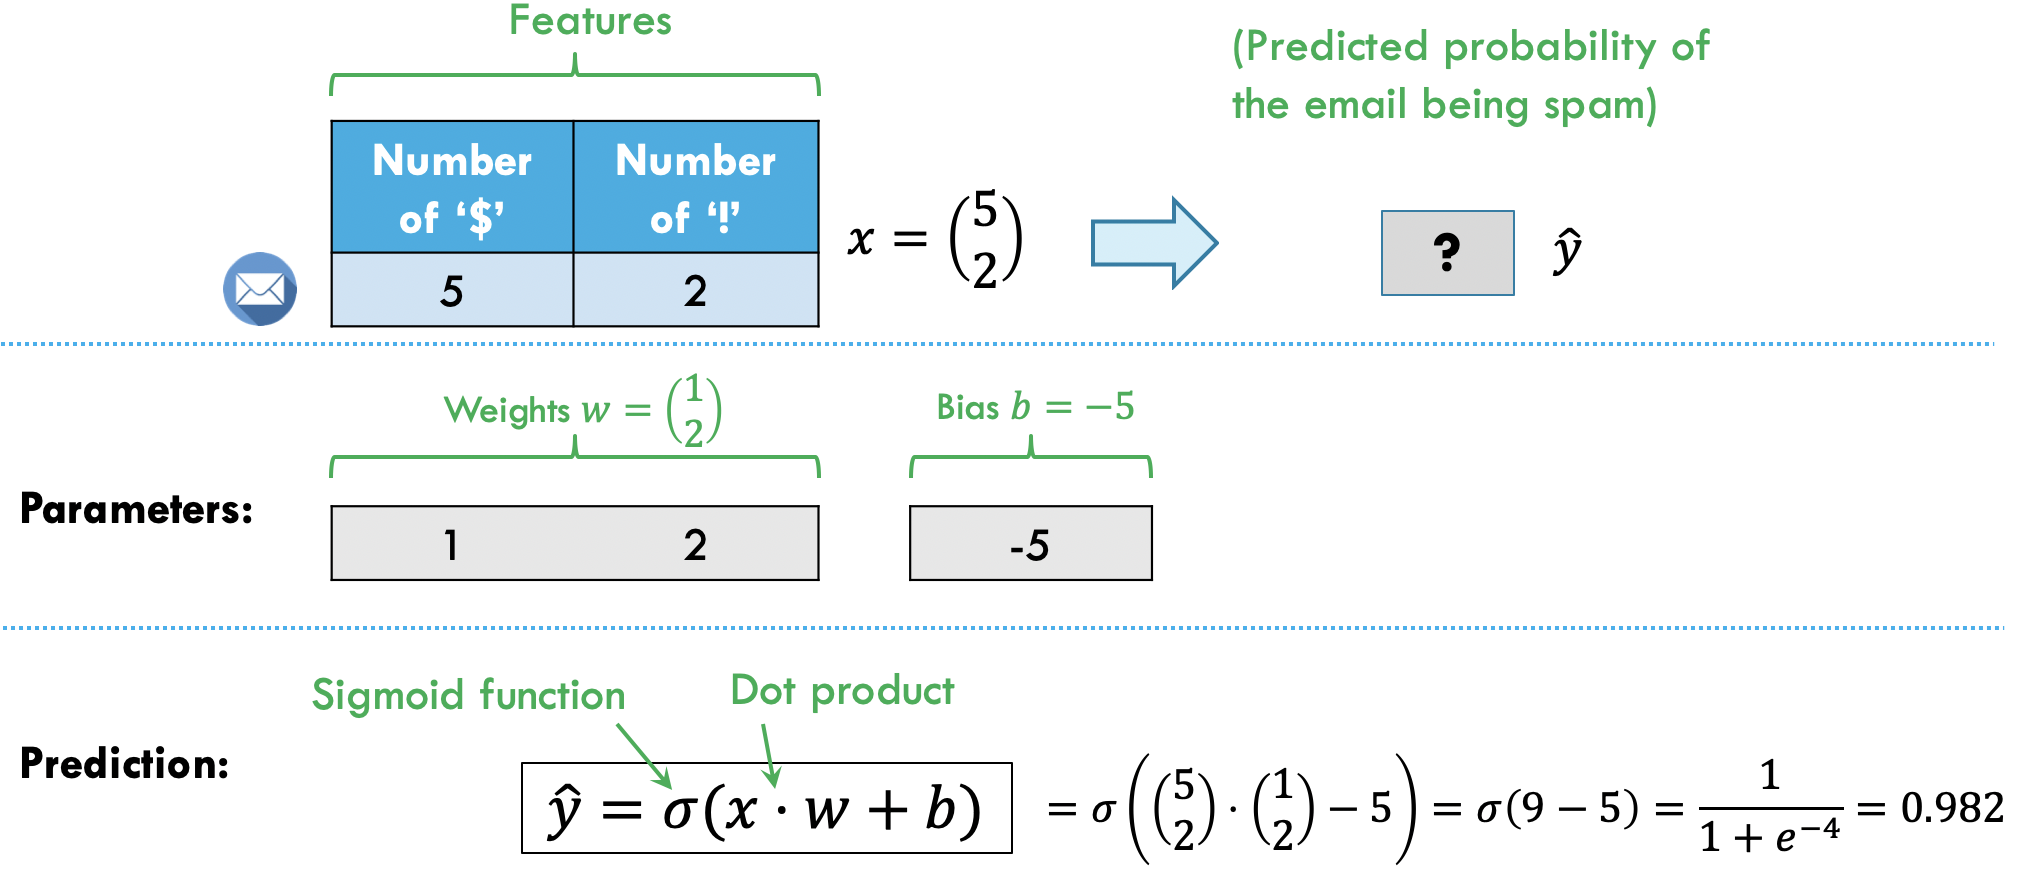 Features
(Predicted probability of
the email being spam)
Number of ‘$’
Number of ‘!’
5
2
x = (5 2)
?
ŷ
Weights w = (1 2)
Bias b = −5
Parameters:
1
2
-5
Sigmoid function
Dot product
Prediction:
ŷ = σ(x · w + b) = σ((5 2) · (1 2) − 5) = σ(9 − 5) = 1 / (1 + e⁻⁴) = 0.982